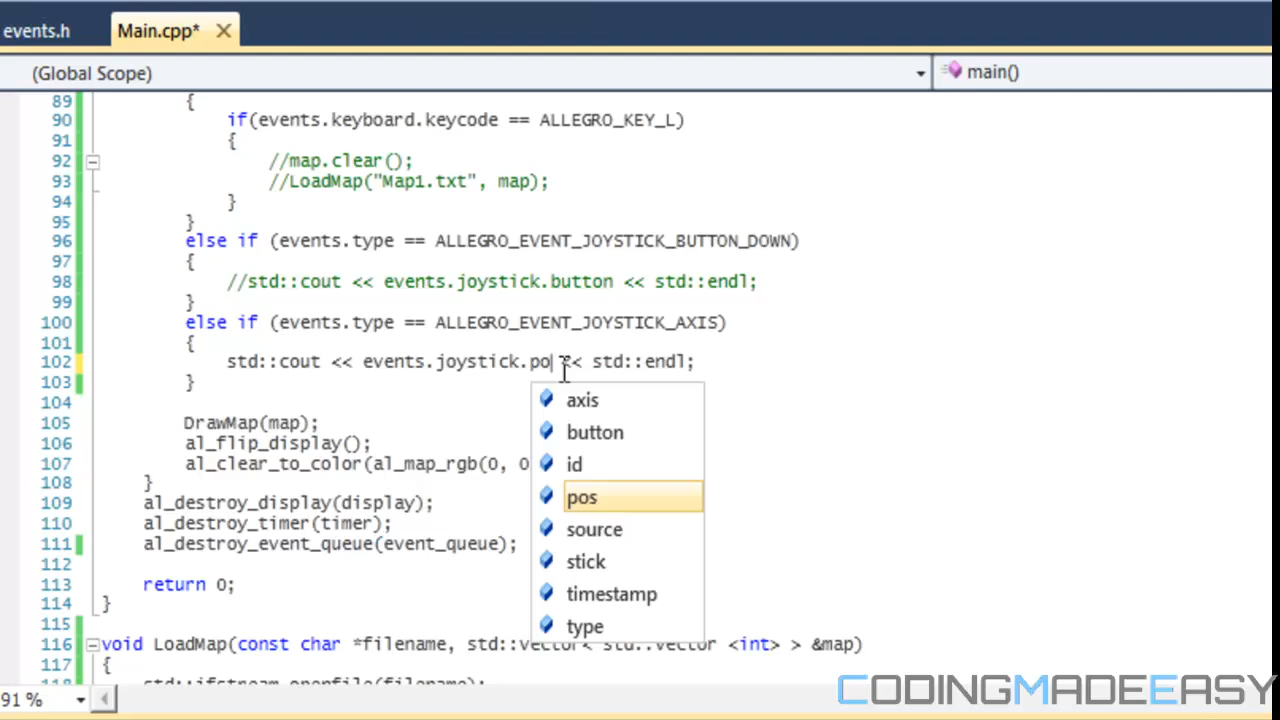 events.h
Main.cpp*
(Global Scope)
main()
89 {
90 if(events.keyboard.keycode == ALLEGRO_KEY_L)
91 {
92 //map.clear();
93 //LoadMap("Map1.txt", map);
94 }
95 }
96 else if (events.type == ALLEGRO_EVENT_JOYSTICK_BUTTON_DOWN)
97 {
98 //std::cout << events.joystick.button << std::endl;
99 }
100 else if (events.type == ALLEGRO_EVENT_JOYSTICK_AXIS)
101 {
102 std::cout << events.joystick.po << std::endl;
103 }
axis
104
button
105 DrawMap(map);
106 al_flip_display();
id
107 al_clear_to_color(al_map_rgb(0, 0
108 }
pos
109 al_destroy_display(display);
110 al_destroy_timer(timer);
source
111 al_destroy_event_queue(event_queue);
112
stick
113 return 0;
114 }
timestamp
115
type
116 void LoadMap(const char *filename, std::vector< std::vector <int> > &map)
117 {
118 std::ifstream openfile(filename);
91 %
CODINGMADEEASY